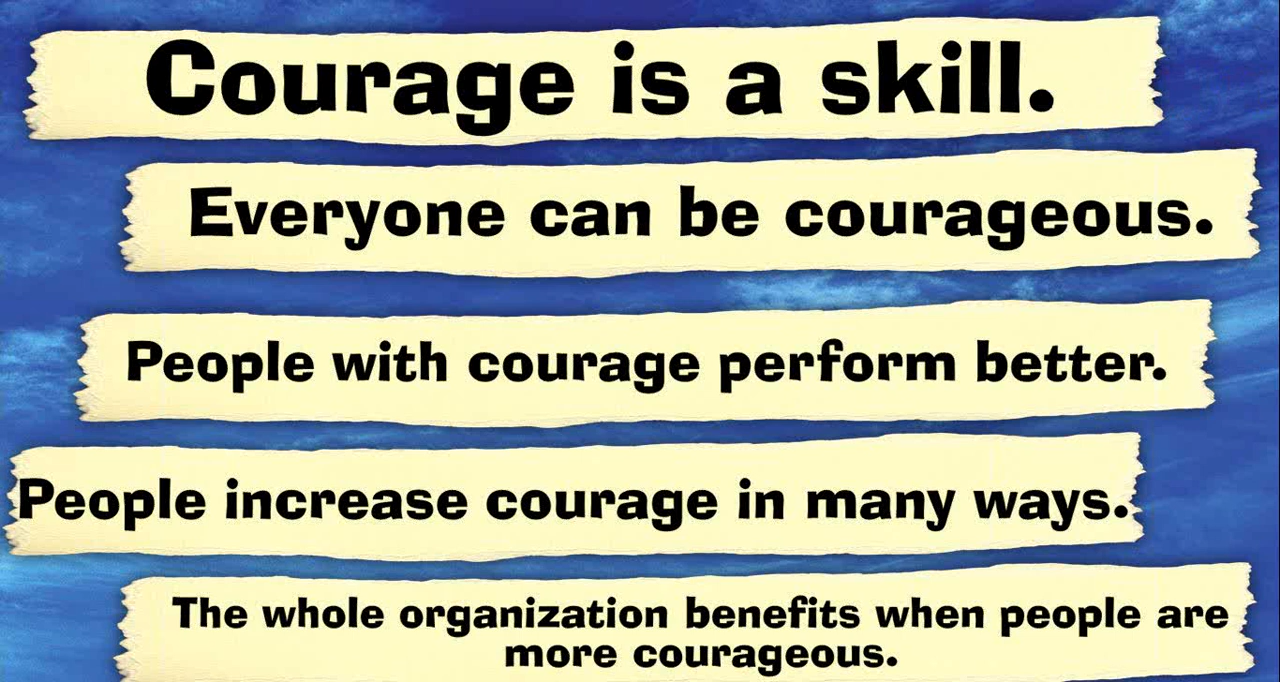 Courage is a skill.
Everyone can be courageous.
People with courage perform better.
People increase courage in many ways.
The whole organization benefits when people are
more courageous.